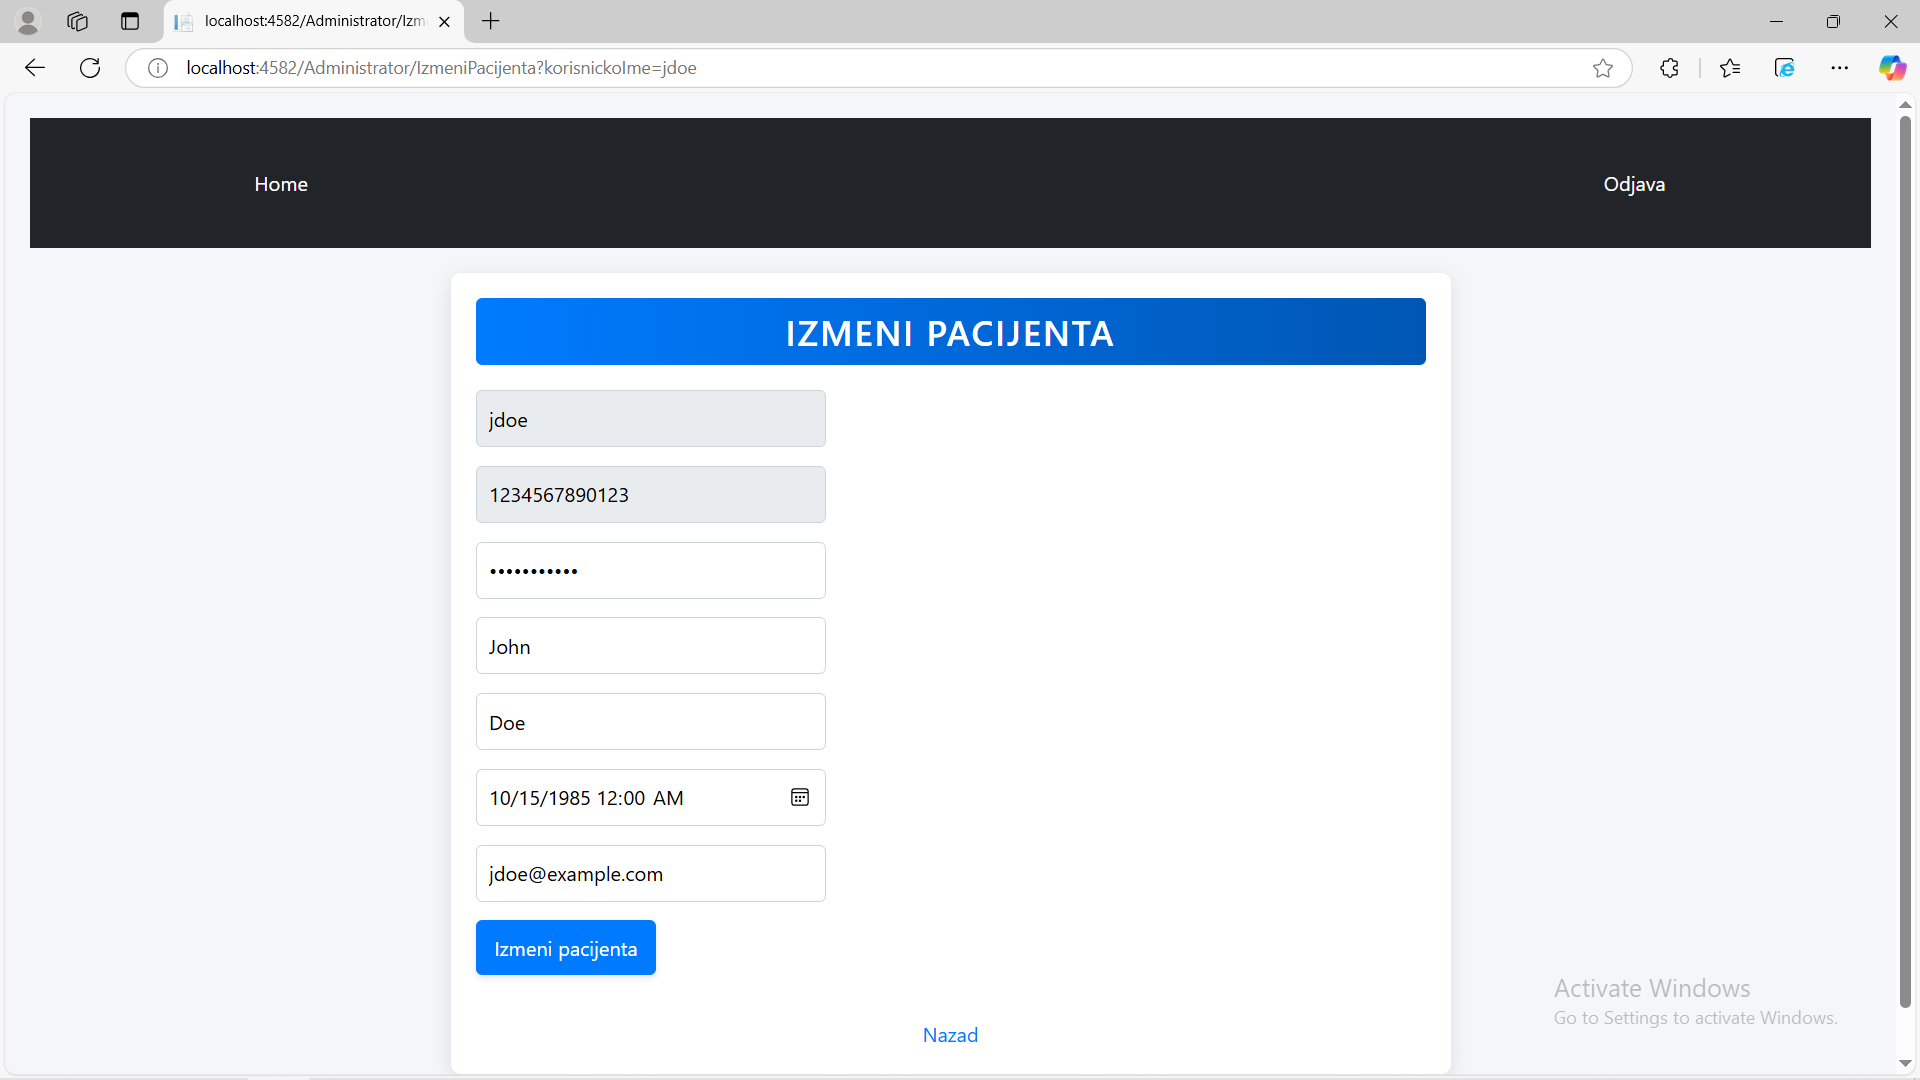 localhost:4582/Administrator/Izm
localhost:4582/Administrator/IzmeniPacijenta?korisnickoIme=jdoe
Home
Odjava
IZMENI PACIJENTA
jdoe
1234567890123
•••••••••••
John
Doe
10/15/1985 12:00 AM
jdoe@example.com
Izmeni pacijenta
Nazad
Activate Windows
Go to Settings to activate Windows.